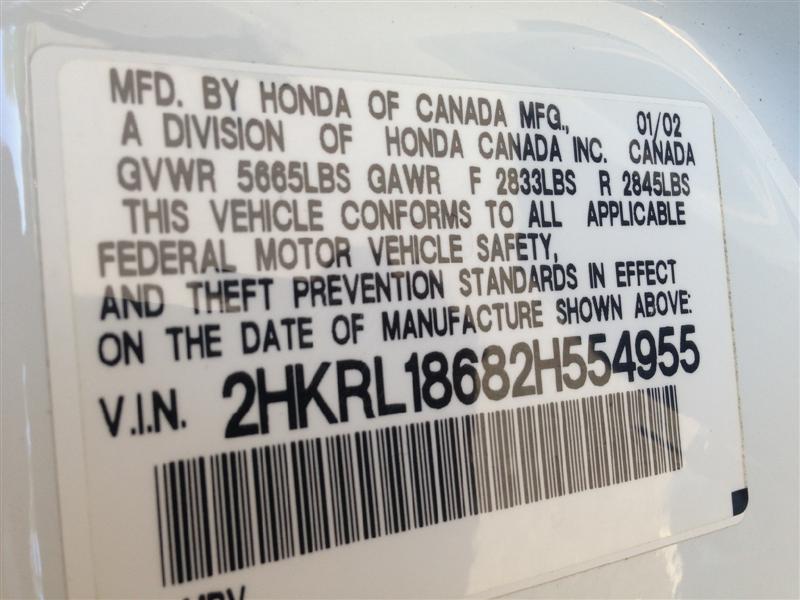 MFD. BY HONDA OF CANADA MFG., 01/02
A DIVISION OF HONDA CANADA INC. CANADA
GVWR 5665LBS GAWR F 2833LBS R 2845LBS
THIS VEHICLE CONFORMS TO ALL APPLICABLE
FEDERAL MOTOR VEHICLE SAFETY,
AND THEFT PREVENTION STANDARDS IN EFFECT
ON THE DATE OF MANUFACTURE SHOWN ABOVE:
V.I.N. 2HKRL18682H554955